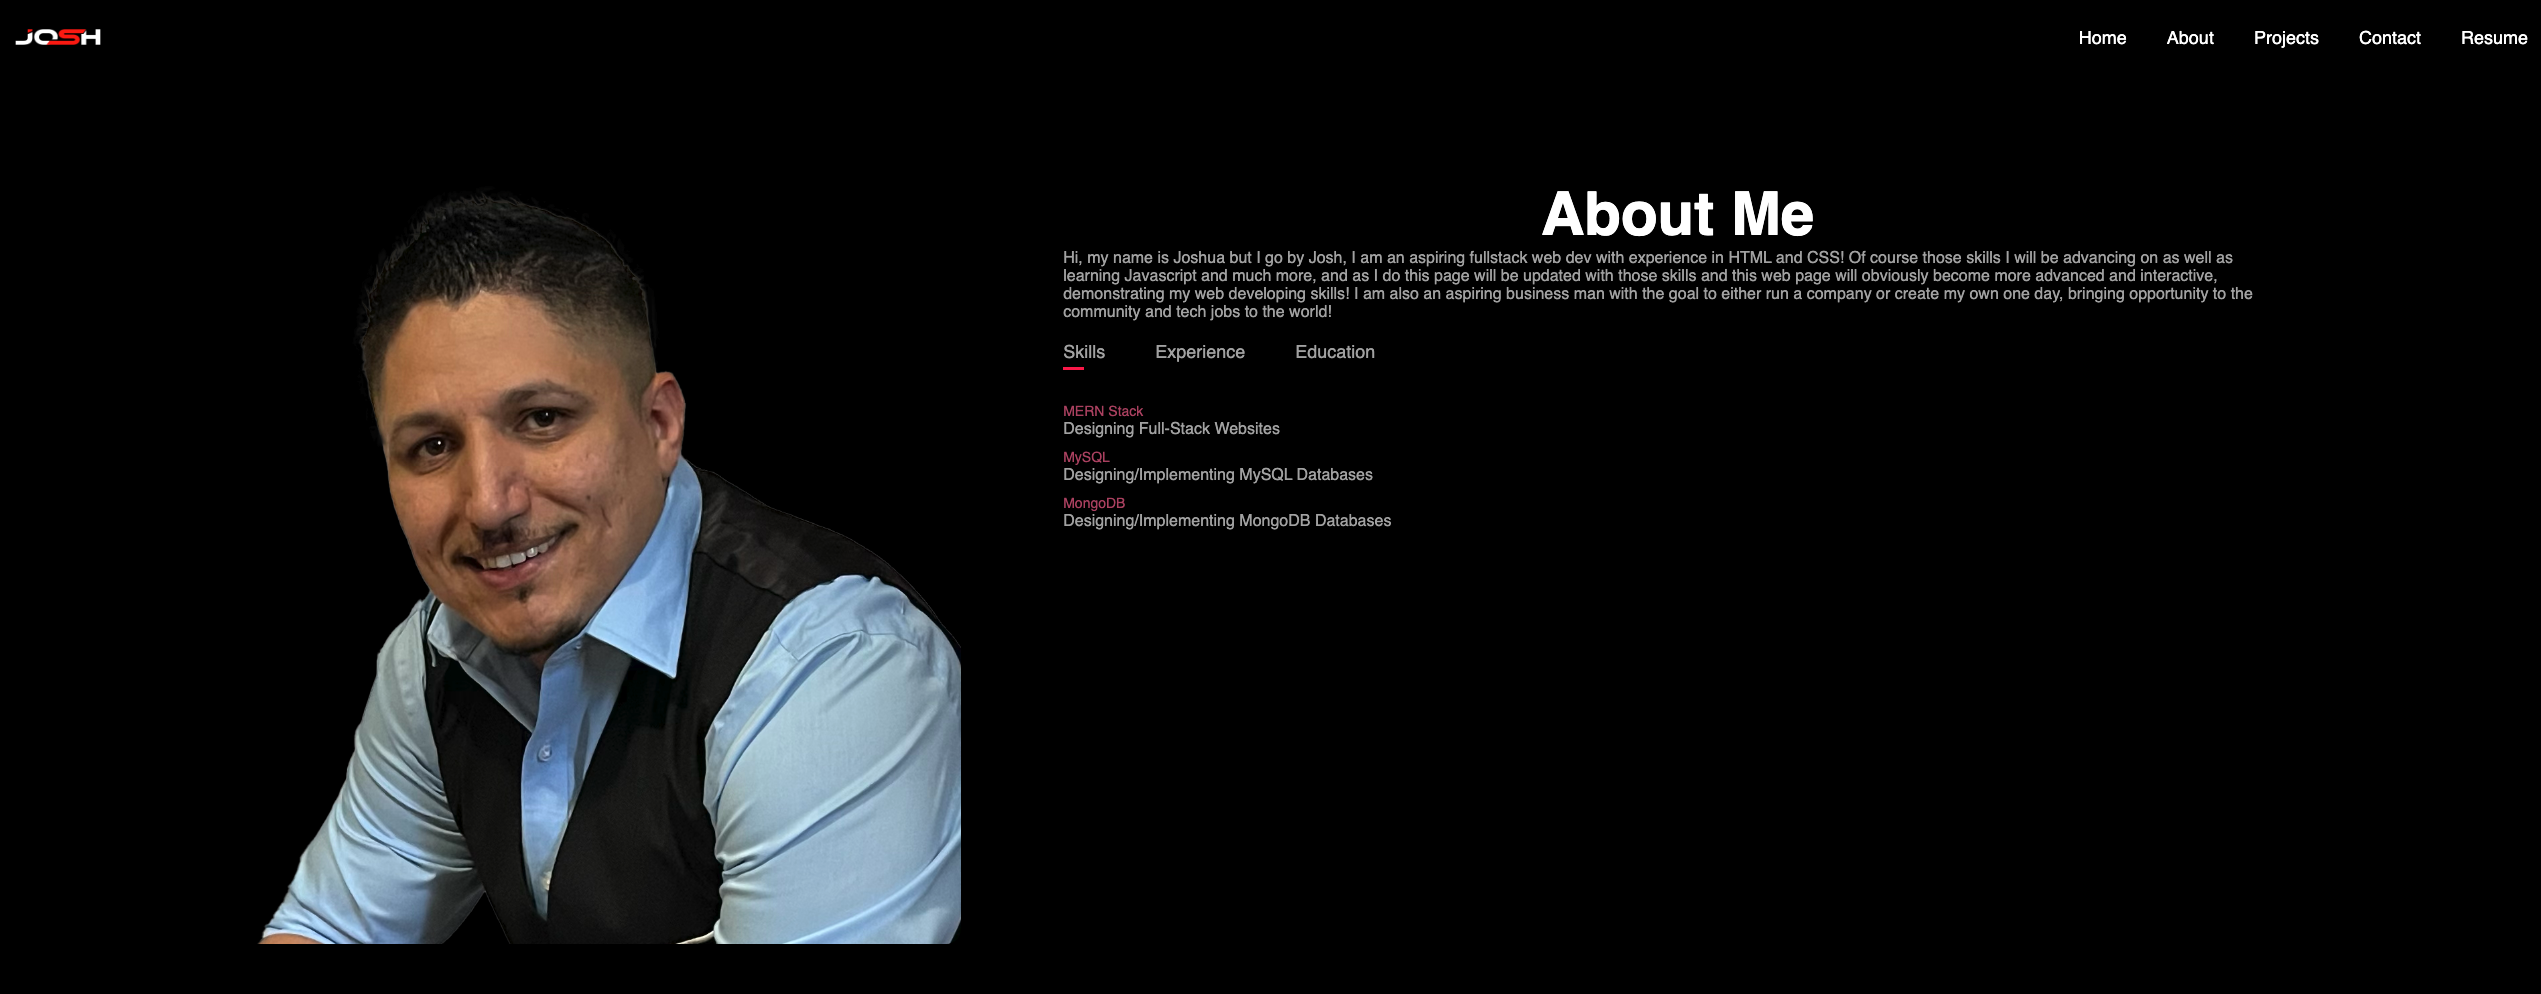 JOSH
Home About Projects Contact Resume
About Me
Hi, my name is Joshua but I go by Josh, I am an aspiring fullstack web dev with experience in HTML and CSS! Of course those skills I will be advancing on as well as
learning Javascript and much more, and as I do this page will be updated with those skills and this web page will obviously become more advanced and interactive,
demonstrating my web developing skills! I am also an aspiring business man with the goal to either run a company or create my own one day, bringing opportunity to the
community and tech jobs to the world!
Skills Experience Education
MERN Stack
Designing Full-Stack Websites
MySQL
Designing/Implementing MySQL Databases
MongoDB
Designing/Implementing MongoDB Databases